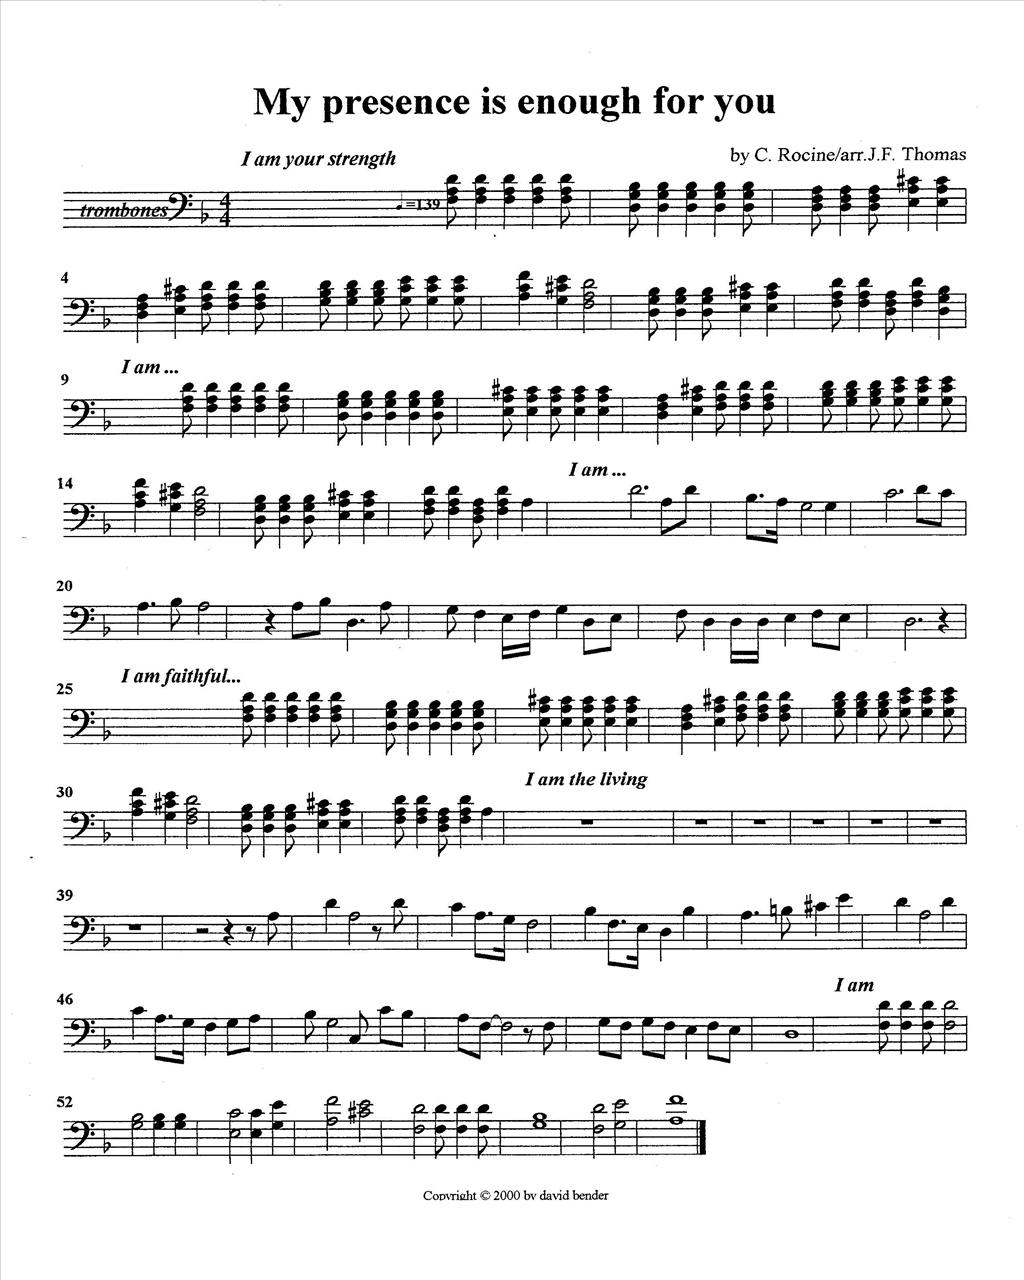 My presence is enough for you
I am your strength
by C. Rocine/arr.J.F. Thomas
trombones
4
4
♩=139
4
I am ...
9
I am ...
14
20
I am faithful...
25
I am the living
30
39
I am
46
52
Copyright © 2000 by david bender